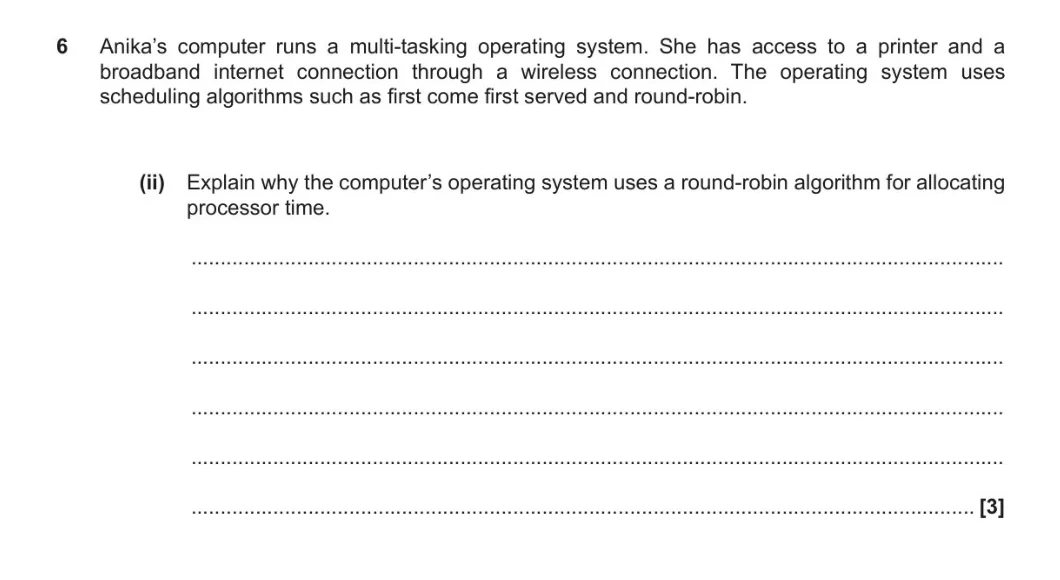 6 Anika's computer runs a multi-tasking operating system. She has access to a printer and a
broadband internet connection through a wireless connection. The operating system uses
scheduling algorithms such as first come first served and round-robin.
(ii) Explain why the computer's operating system uses a round-robin algorithm for allocating
processor time.
..........................................................................................
..........................................................................................
..........................................................................................
..........................................................................................
..........................................................................................
.......................................................................................... [3]